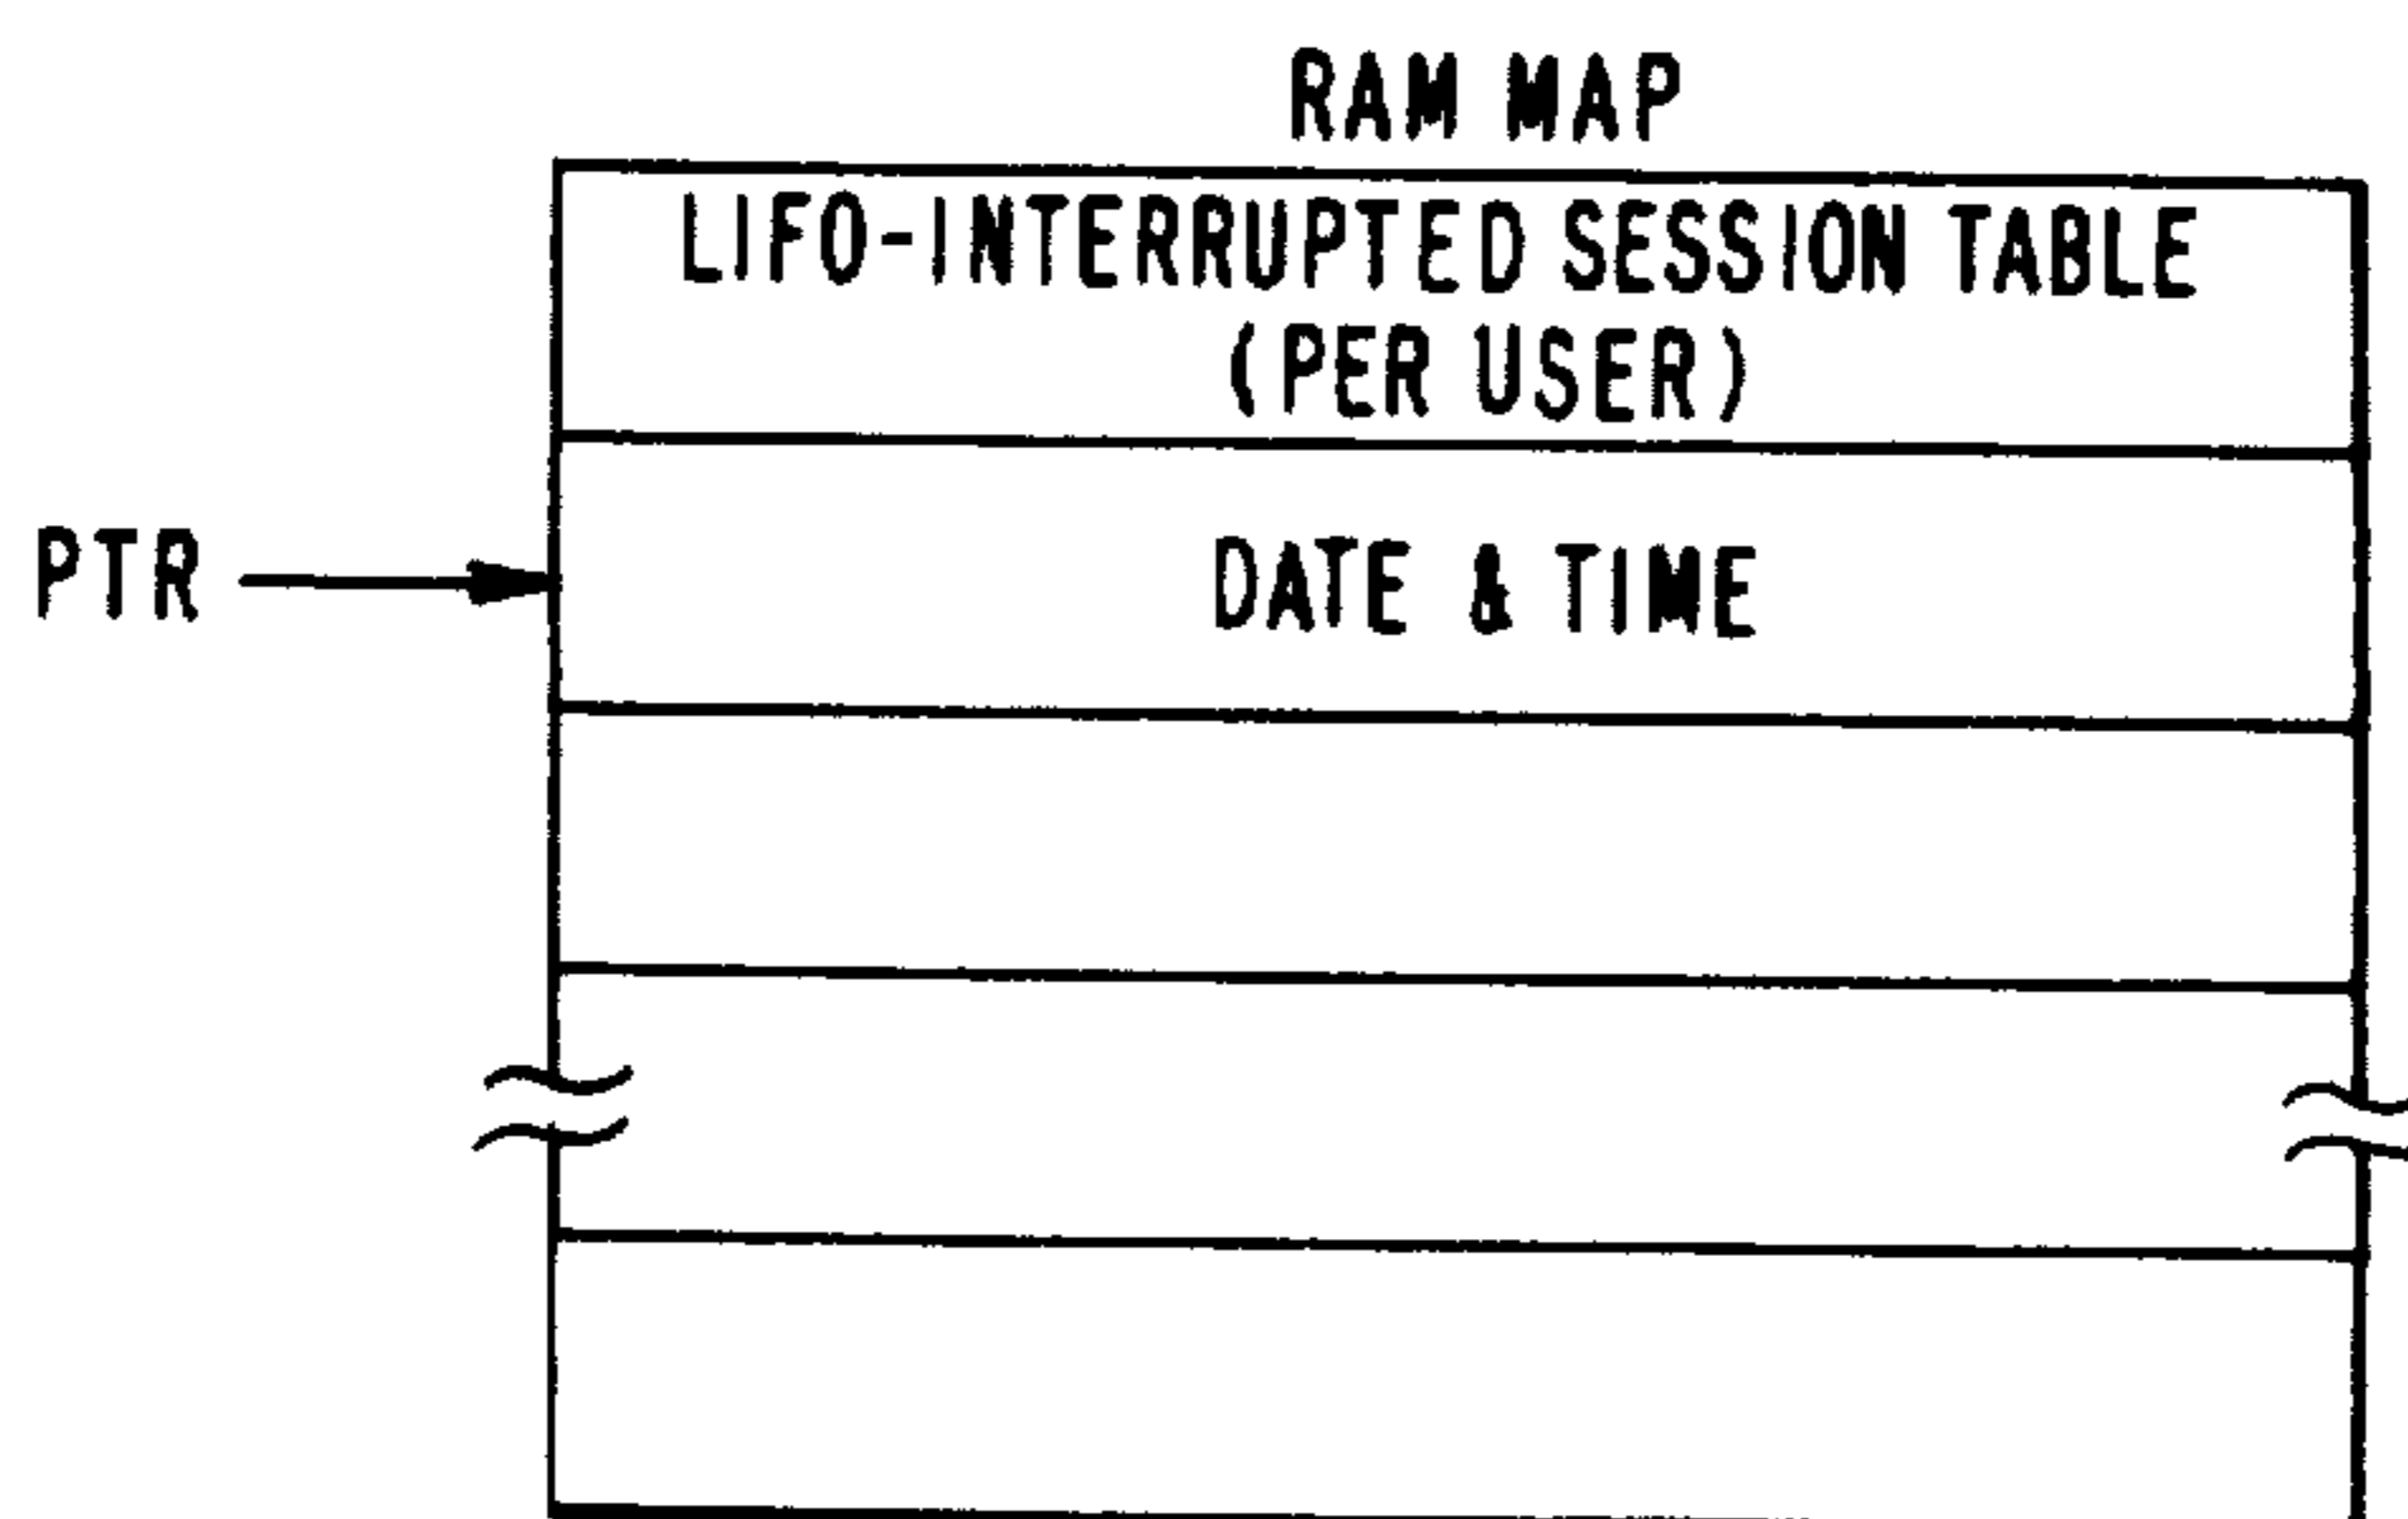 RAM MAP
LIFO-INTERRUPTED SESSION TABLE
(PER USER)
PTR
DATE & TIME